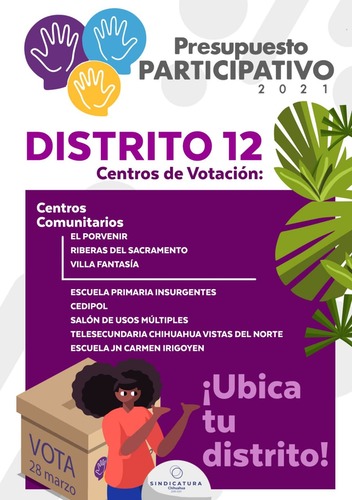 Presupuesto
PARTICIPATIVO
2021
DISTRITO 12
Centros de Votación:
Centros
Comunitarios
EL PORVENIR
RIBERAS DEL SACRAMENTO
VILLA FANTASÍA
ESCUELA PRIMARIA INSURGENTES
CEDIPOL
SALÓN DE USOS MÚLTIPLES
TELESECUNDARIA CHIHUAHUA VISTAS DEL NORTE
ESCUELA JN CARMEN IRIGOYEN
¡Ubica
tu
distrito!
VOTA
28 marzo
SINDICATURA
Chihuahua